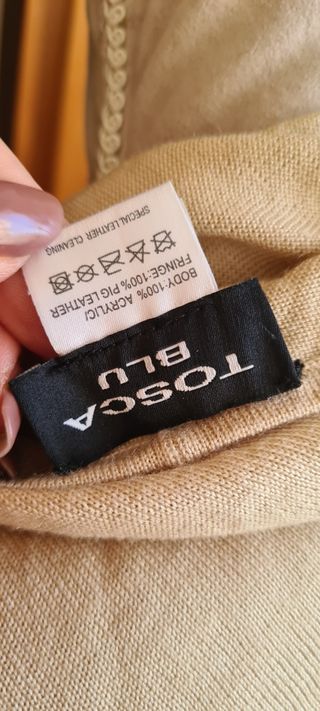 TOSCA
BLU
BODY:100% ACRYLIC/
FRINGE:100% PIG LEATHER
SPECIAL LEATHER CLEANING